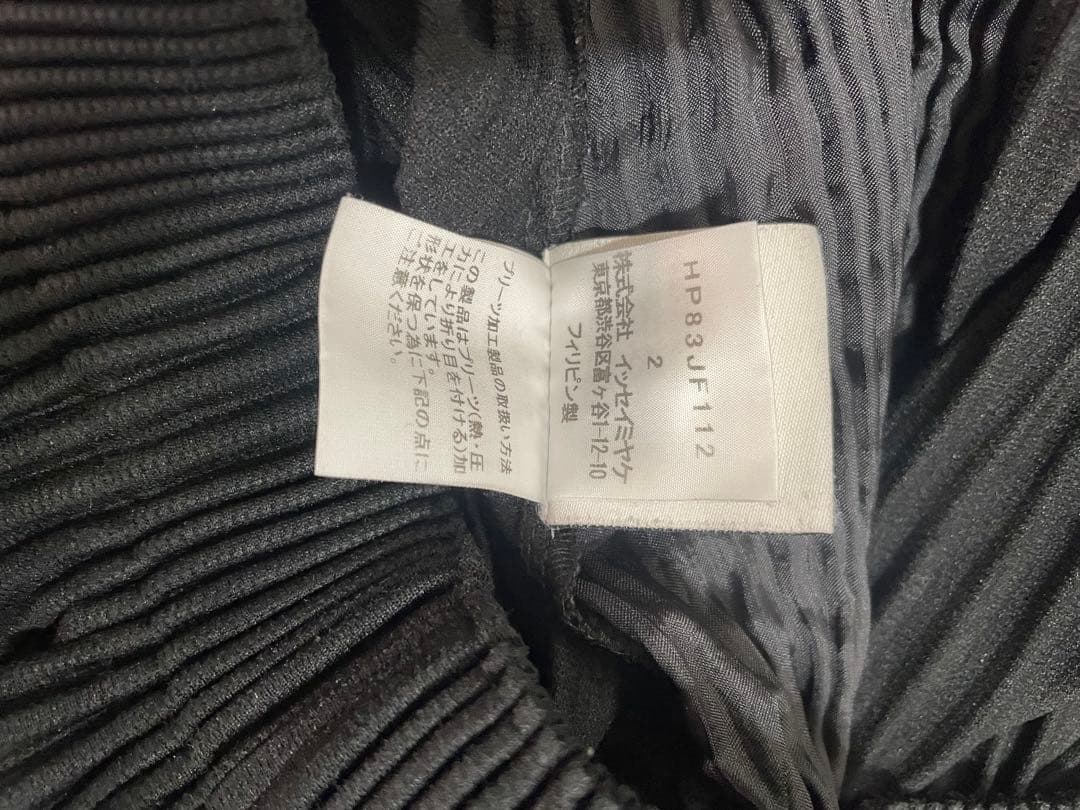 HP83JF112
2
株式会社 イッセイミヤケ
東京都渋谷区富ヶ谷1-12-10
フィリピン製
プリーツ加工製品の取扱い方法
この製品はプリーツ(熱・圧
力により折り目を付ける)加
工をしています。
形状を保つ為に下記の点に
ご注意ください。